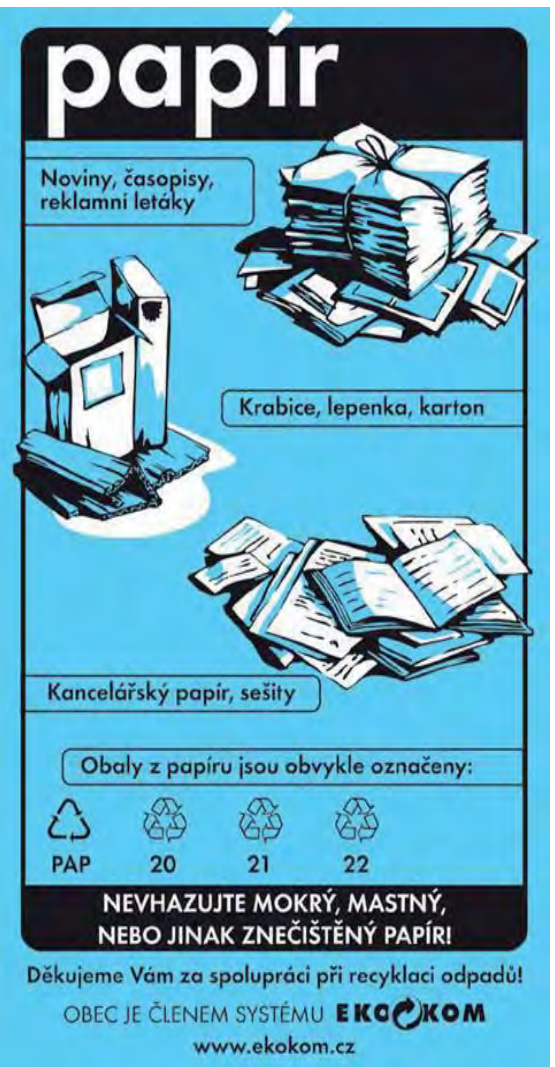 papír
Noviny, časopisy,
reklamní letáky
Krabice, lepenka, karton
Kancelářský papír, sešity
Obaly z papíru jsou obvykle označeny:
PAP 20 21 22
NEVHAZUJTE MOKRÝ, MASTNÝ,
NEBO JINAK ZNEČIŠTĚNÝ PAPÍR!
Děkujeme Vám za spolupráci při recyklaci odpadů!
OBEC JE ČLENEM SYSTÉMU EKOKOM
www.ekokom.cz